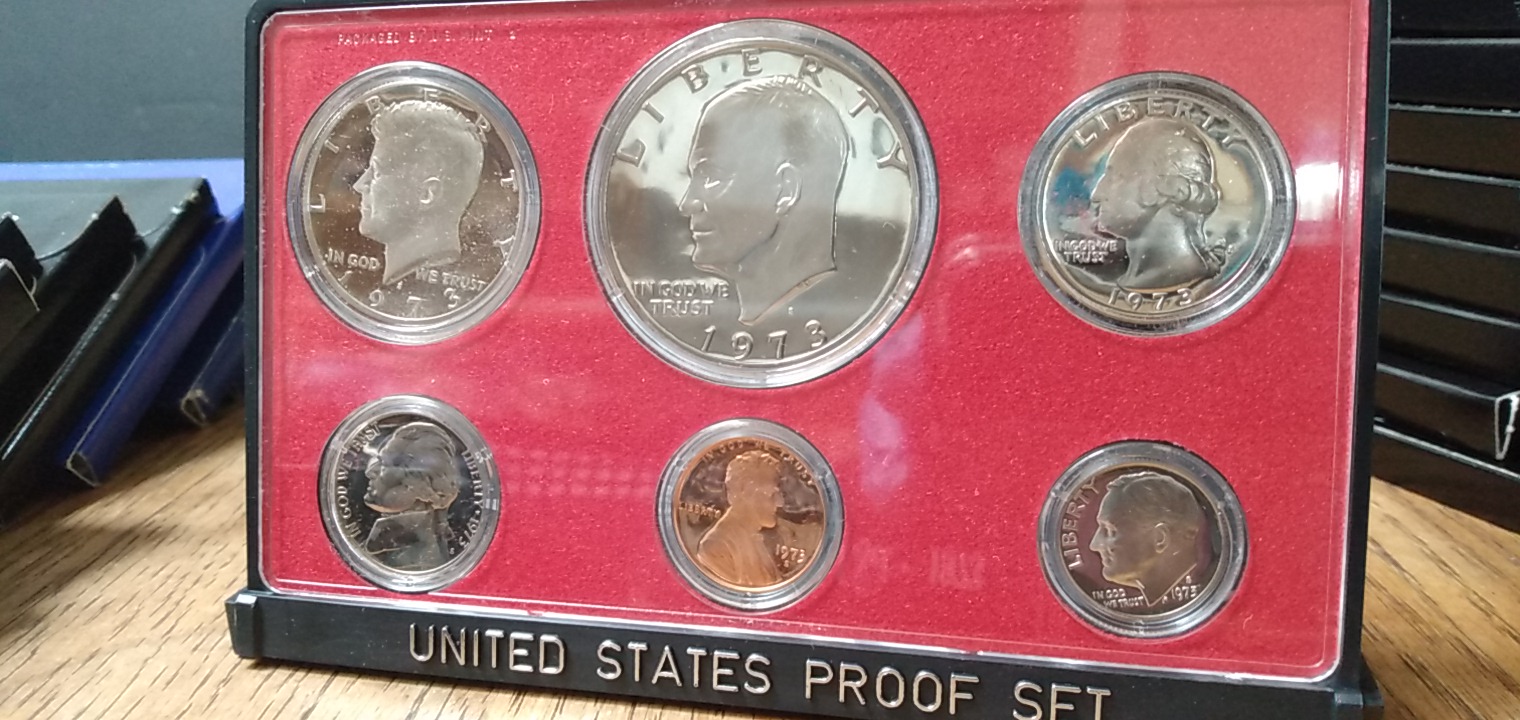 PACKAGED BY U.S. MINT
LIBERTY
IN GOD WE TRUST
1973
LIBERTY
IN GOD WE
TRUST
1973
LIBERTY
IN GOD WE
TRUST
1973
IN GOD WE TRUST
LIBERTY · 1973
IN GOD WE TRUST
LIBERTY
1973
S
LIBERTY
IN GOD
WE TRUST
S
1973
UNITED STATES PROOF SET